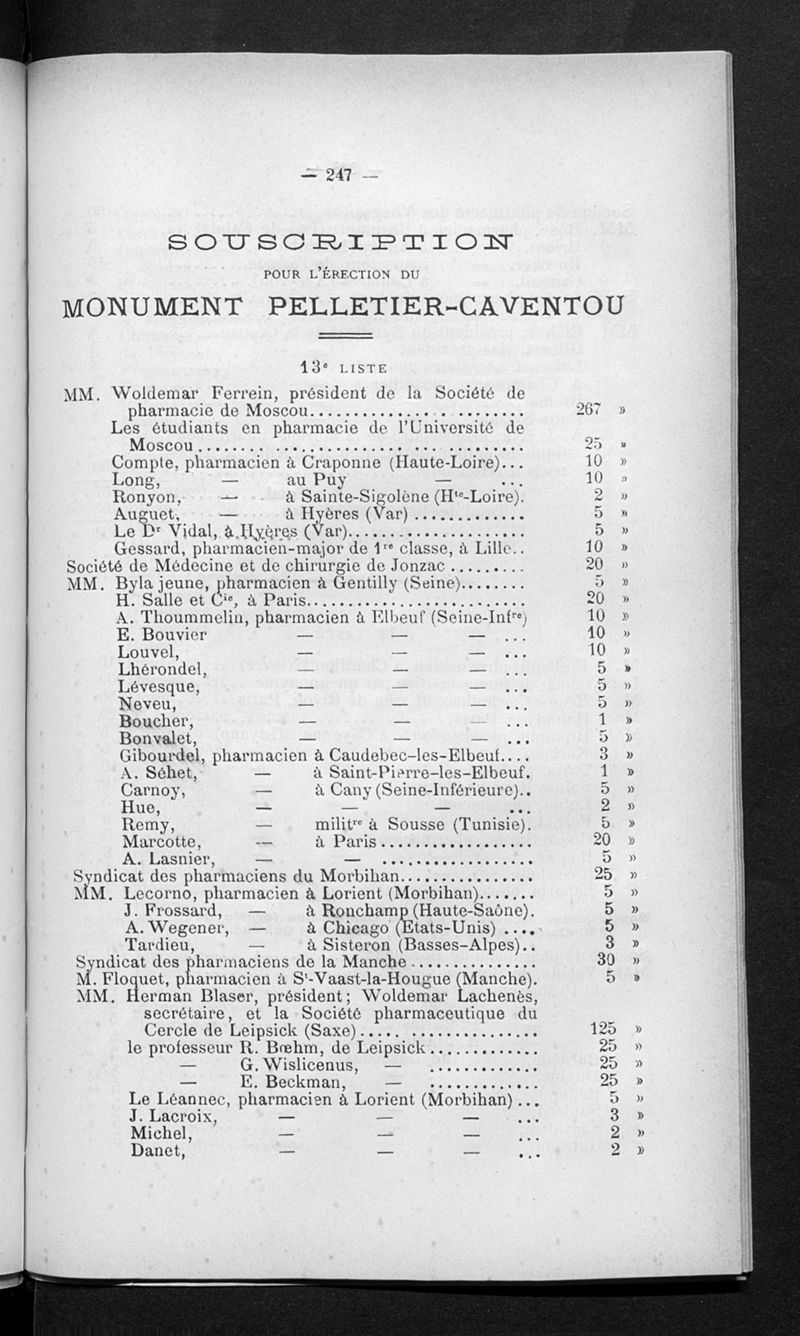 — 247 —
SOUSCRIPTION
POUR L'ÉRECTION DU
MONUMENT PELLETIER-CAVENTOU
13e LISTE
MM. Woldemar Ferrein, président de la Société de
pharmacie de Moscou.............. . ........ 267 »
Les étudiants en pharmacie de l'Université de
Moscou........ ............... ........... 25 »
Compte, pharmacien à Craponne (Haute-Loire)... 10 »
Long, — au Puy — ... 10 »
Ronyon, — à Sainte-Sigolène (Hte-Loire). 2 »
Auguet, — à Hyères (Var) ............. 5 »
Le Dr Vidal, à Hyères (Var)...................... 5 »
Gessard, pharmacien-major de 1re classe, à Lille.. 10 »
Société de Médecine et de chirurgie de Jonzac ......... 20 »
MM. Byla jeune, pharmacien à Gentilly (Seine)........ 5 »
H. Salle et Cie, à Paris........................... 20 »
A. Thoummelin, pharmacien à Elbeuf (Seine-Infre) 10 »
E. Bouvier — — — ... 10 »
Louvel, — — — ... 10 »
Lhérondel, — — — ... 5 »
Lévesque, — — — ... 5 »
Neveu, — — — ... 5 »
Boucher, — — — ... 1 »
Bonvalet, — — — ... 5 »
Gibourdel, pharmacien à Caudebec-les-Elbeuf.... 3 »
A. Séhet, — à Saint-Pierre-les-Elbeuf. 1 »
Carnoy, — à Cany (Seine-Inférieure).. 5 »
Hue, — — — ... 2 »
Remy, — militre à Sousse (Tunisie). 5 »
Marcotte, — à Paris.................. 20 »
A. Lasnier, — — .................. 5 »
Syndicat des pharmaciens du Morbihan................ 25 »
MM. Lecorno, pharmacien à Lorient (Morbihan)....... 5 »
J. Frossard, — à Ronchamp (Haute-Saône). 5 »
A. Wegener, — à Chicago (Etats-Unis) .... 5 »
Tardieu, — à Sisteron (Basses-Alpes).. 3 »
Syndicat des pharmaciens de la Manche ............... 30 »
M. Floquet, pharmacien à St-Vaast-la-Hougue (Manche). 5 »
MM. Herman Blaser, président; Woldemar Lachenès,
secrétaire, et la Société pharmaceutique du
Cercle de Leipsick (Saxe)..... ................ 125 »
le professeur R. Bœhm, de Leipsick............. 25 »
— G. Wislicenus, — ............. 25 »
— E. Beckman, — ............. 25 »
Le Léannec, pharmacien à Lorient (Morbihan) ... 5 »
J. Lacroix, — — — ... 3 »
Michel, — — — ... 2 »
Danet, — — — ... 2 »